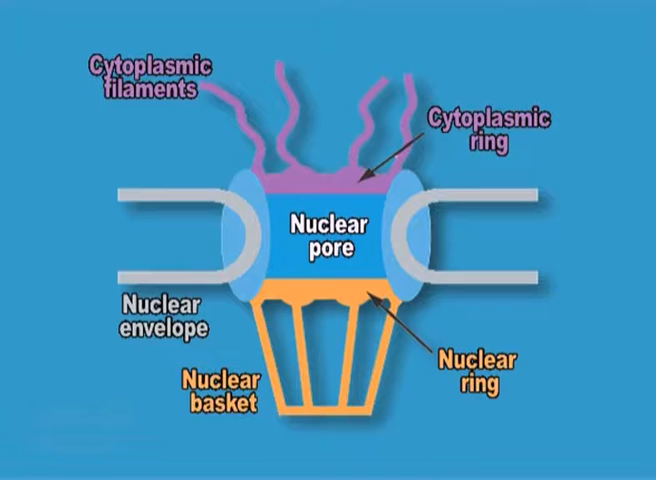 Cytoplasmic
filaments
Cytoplasmic
ring
Nuclear
pore
Nuclear
envelope
Nuclear
ring
Nuclear
basket